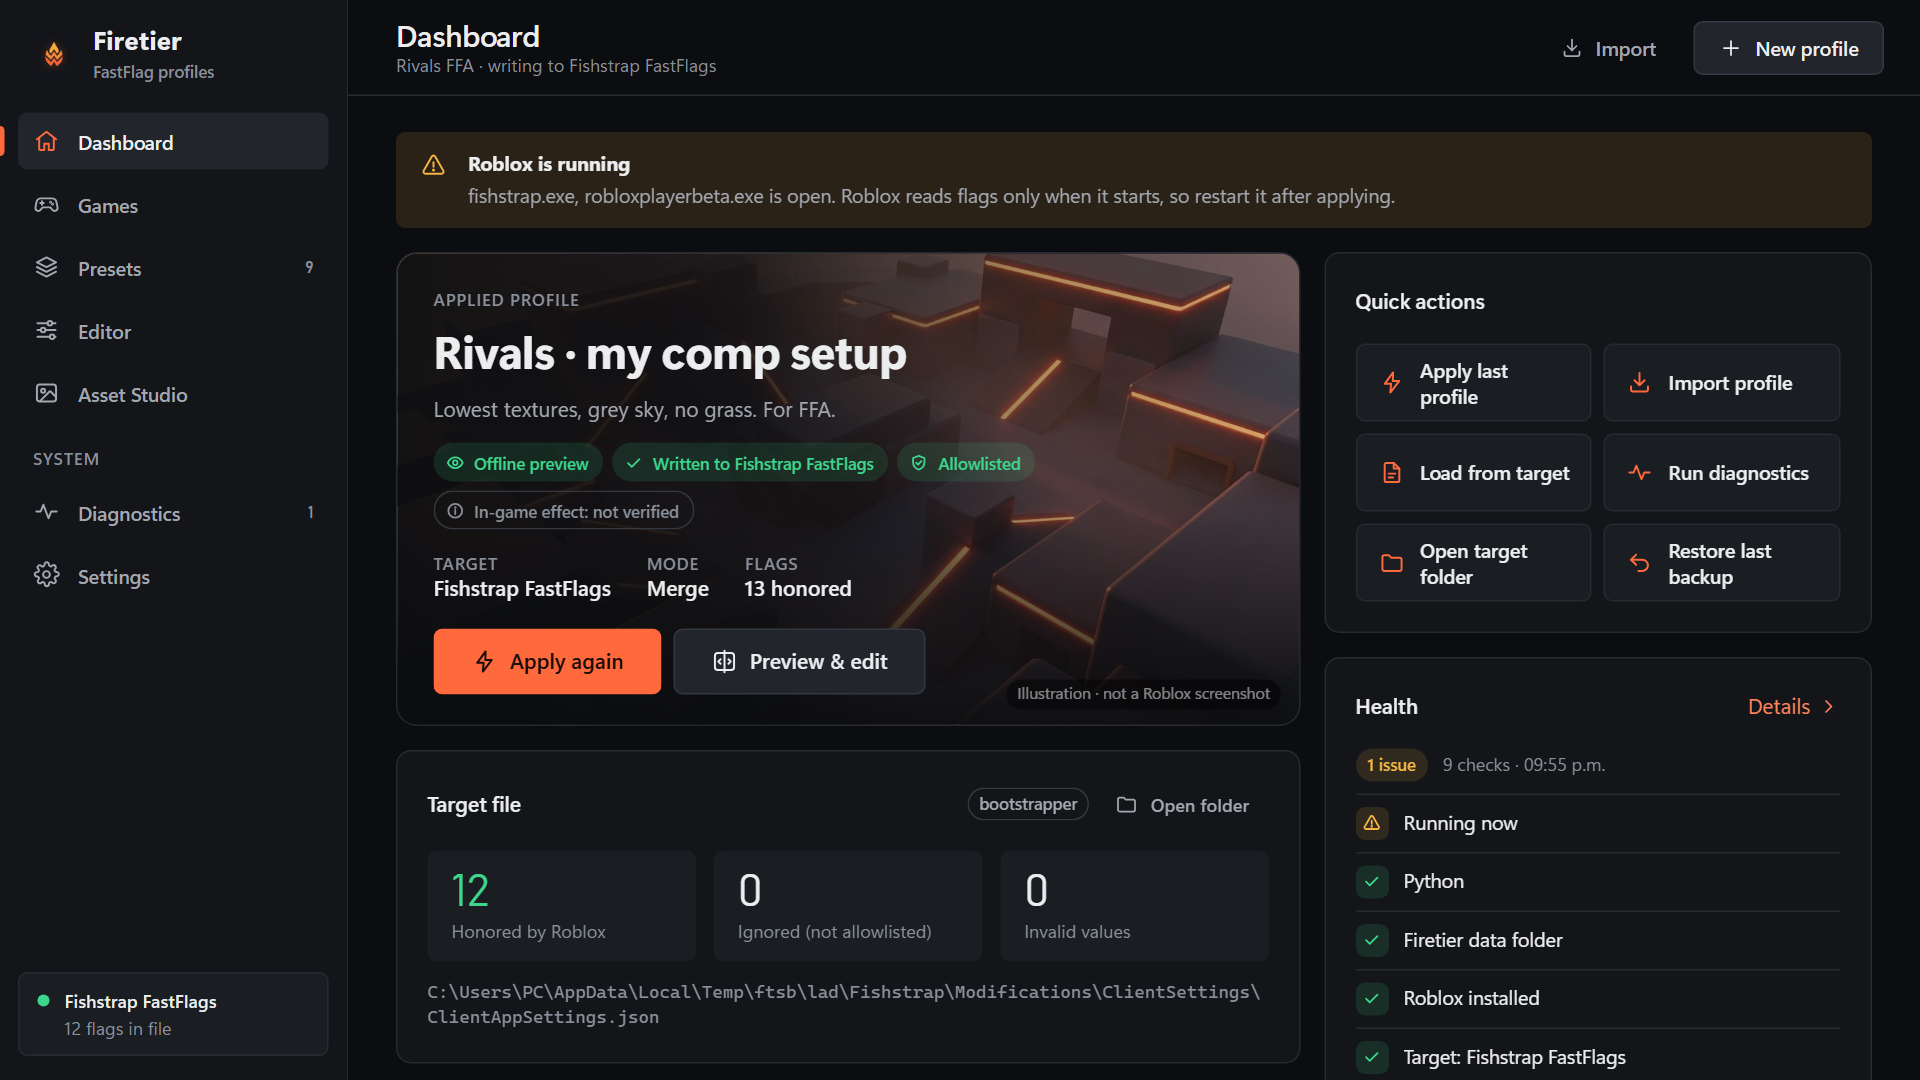 Firetier
FastFlag profiles
Dashboard
Games
Presets
9
Editor
Asset Studio
SYSTEM
Diagnostics
1
Settings
Fishstrap FastFlags
12 flags in file
Dashboard
Rivals FFA · writing to Fishstrap FastFlags
Import
New profile
Roblox is running
fishstrap.exe, robloxplayerbeta.exe is open. Roblox reads flags only when it starts, so restart it after applying.
APPLIED PROFILE
Rivals · my comp setup
Lowest textures, grey sky, no grass. For FFA.
Offline preview
Written to Fishstrap FastFlags
Allowlisted
In-game effect: not verified
TARGET
Fishstrap FastFlags
MODE
Merge
FLAGS
13 honored
Apply again
Preview & edit
Illustration · not a Roblox screenshot
Target file
bootstrapper
Open folder
12
Honored by Roblox
0
Ignored (not allowlisted)
0
Invalid values
C:\Users\PC\AppData\Local\Temp\ftsb\lad\Fishstrap\Modifications\ClientSettings\
ClientAppSettings.json
Quick actions
Apply last
profile
Import profile
Load from target
Run diagnostics
Open target
folder
Restore last
backup
Health
Details
1 issue
9 checks · 09:55 p.m.
Running now
Python
Firetier data folder
Roblox installed
Target: Fishstrap FastFlags